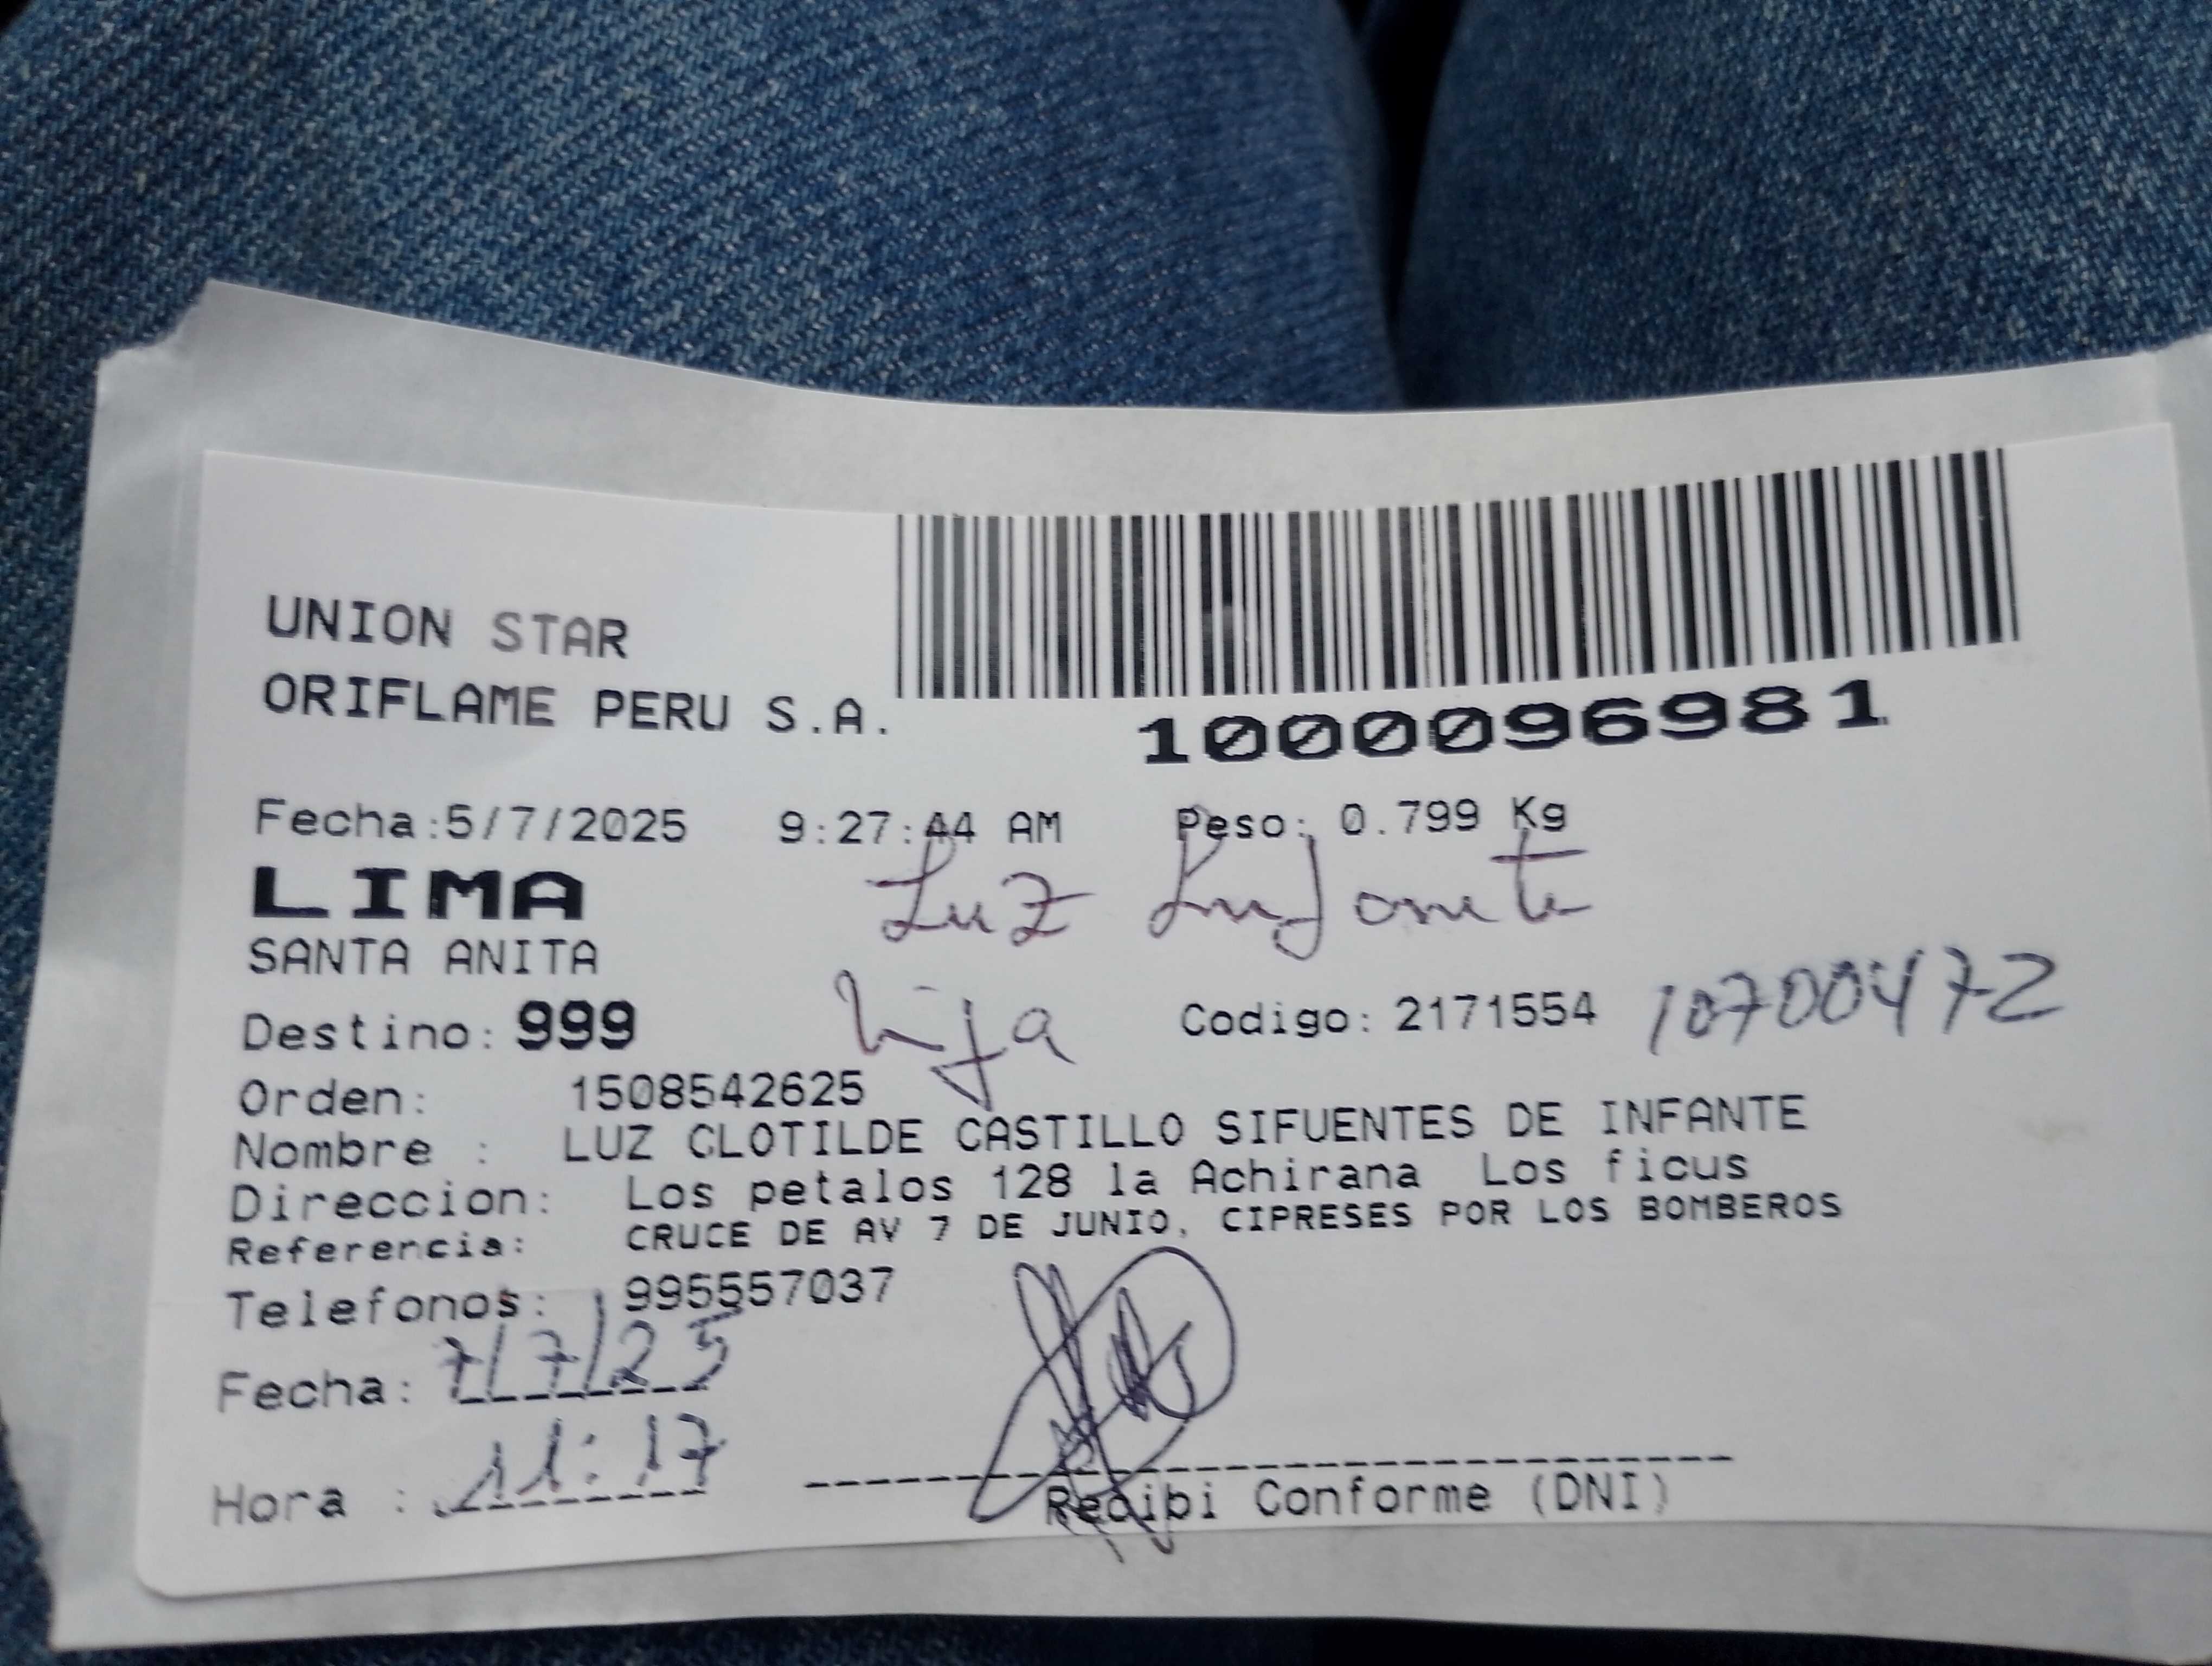 UNION STAR
ORIFLAME PERU S.A.
1000096981
Fecha:5/7/2025 9:27:44 AM Peso: 0.799 Kg
LIMA
Luz
SANTA ANITA
Destino: 999 hija Codigo: 2171554 10700472
Orden: 1508542625
Nombre : LUZ CLOTILDE CASTILLO SIFUENTES DE INFANTE
Direccion: Los petalos 128 la Achirana Los ficus
Referencia: CRUCE DE AV 7 DE JUNIO, CIPRESES POR LOS BOMBEROS
Telefonos: 995557037
Fecha: 7/7/25
Hora : 11:17
Recibi Conforme (DNI)